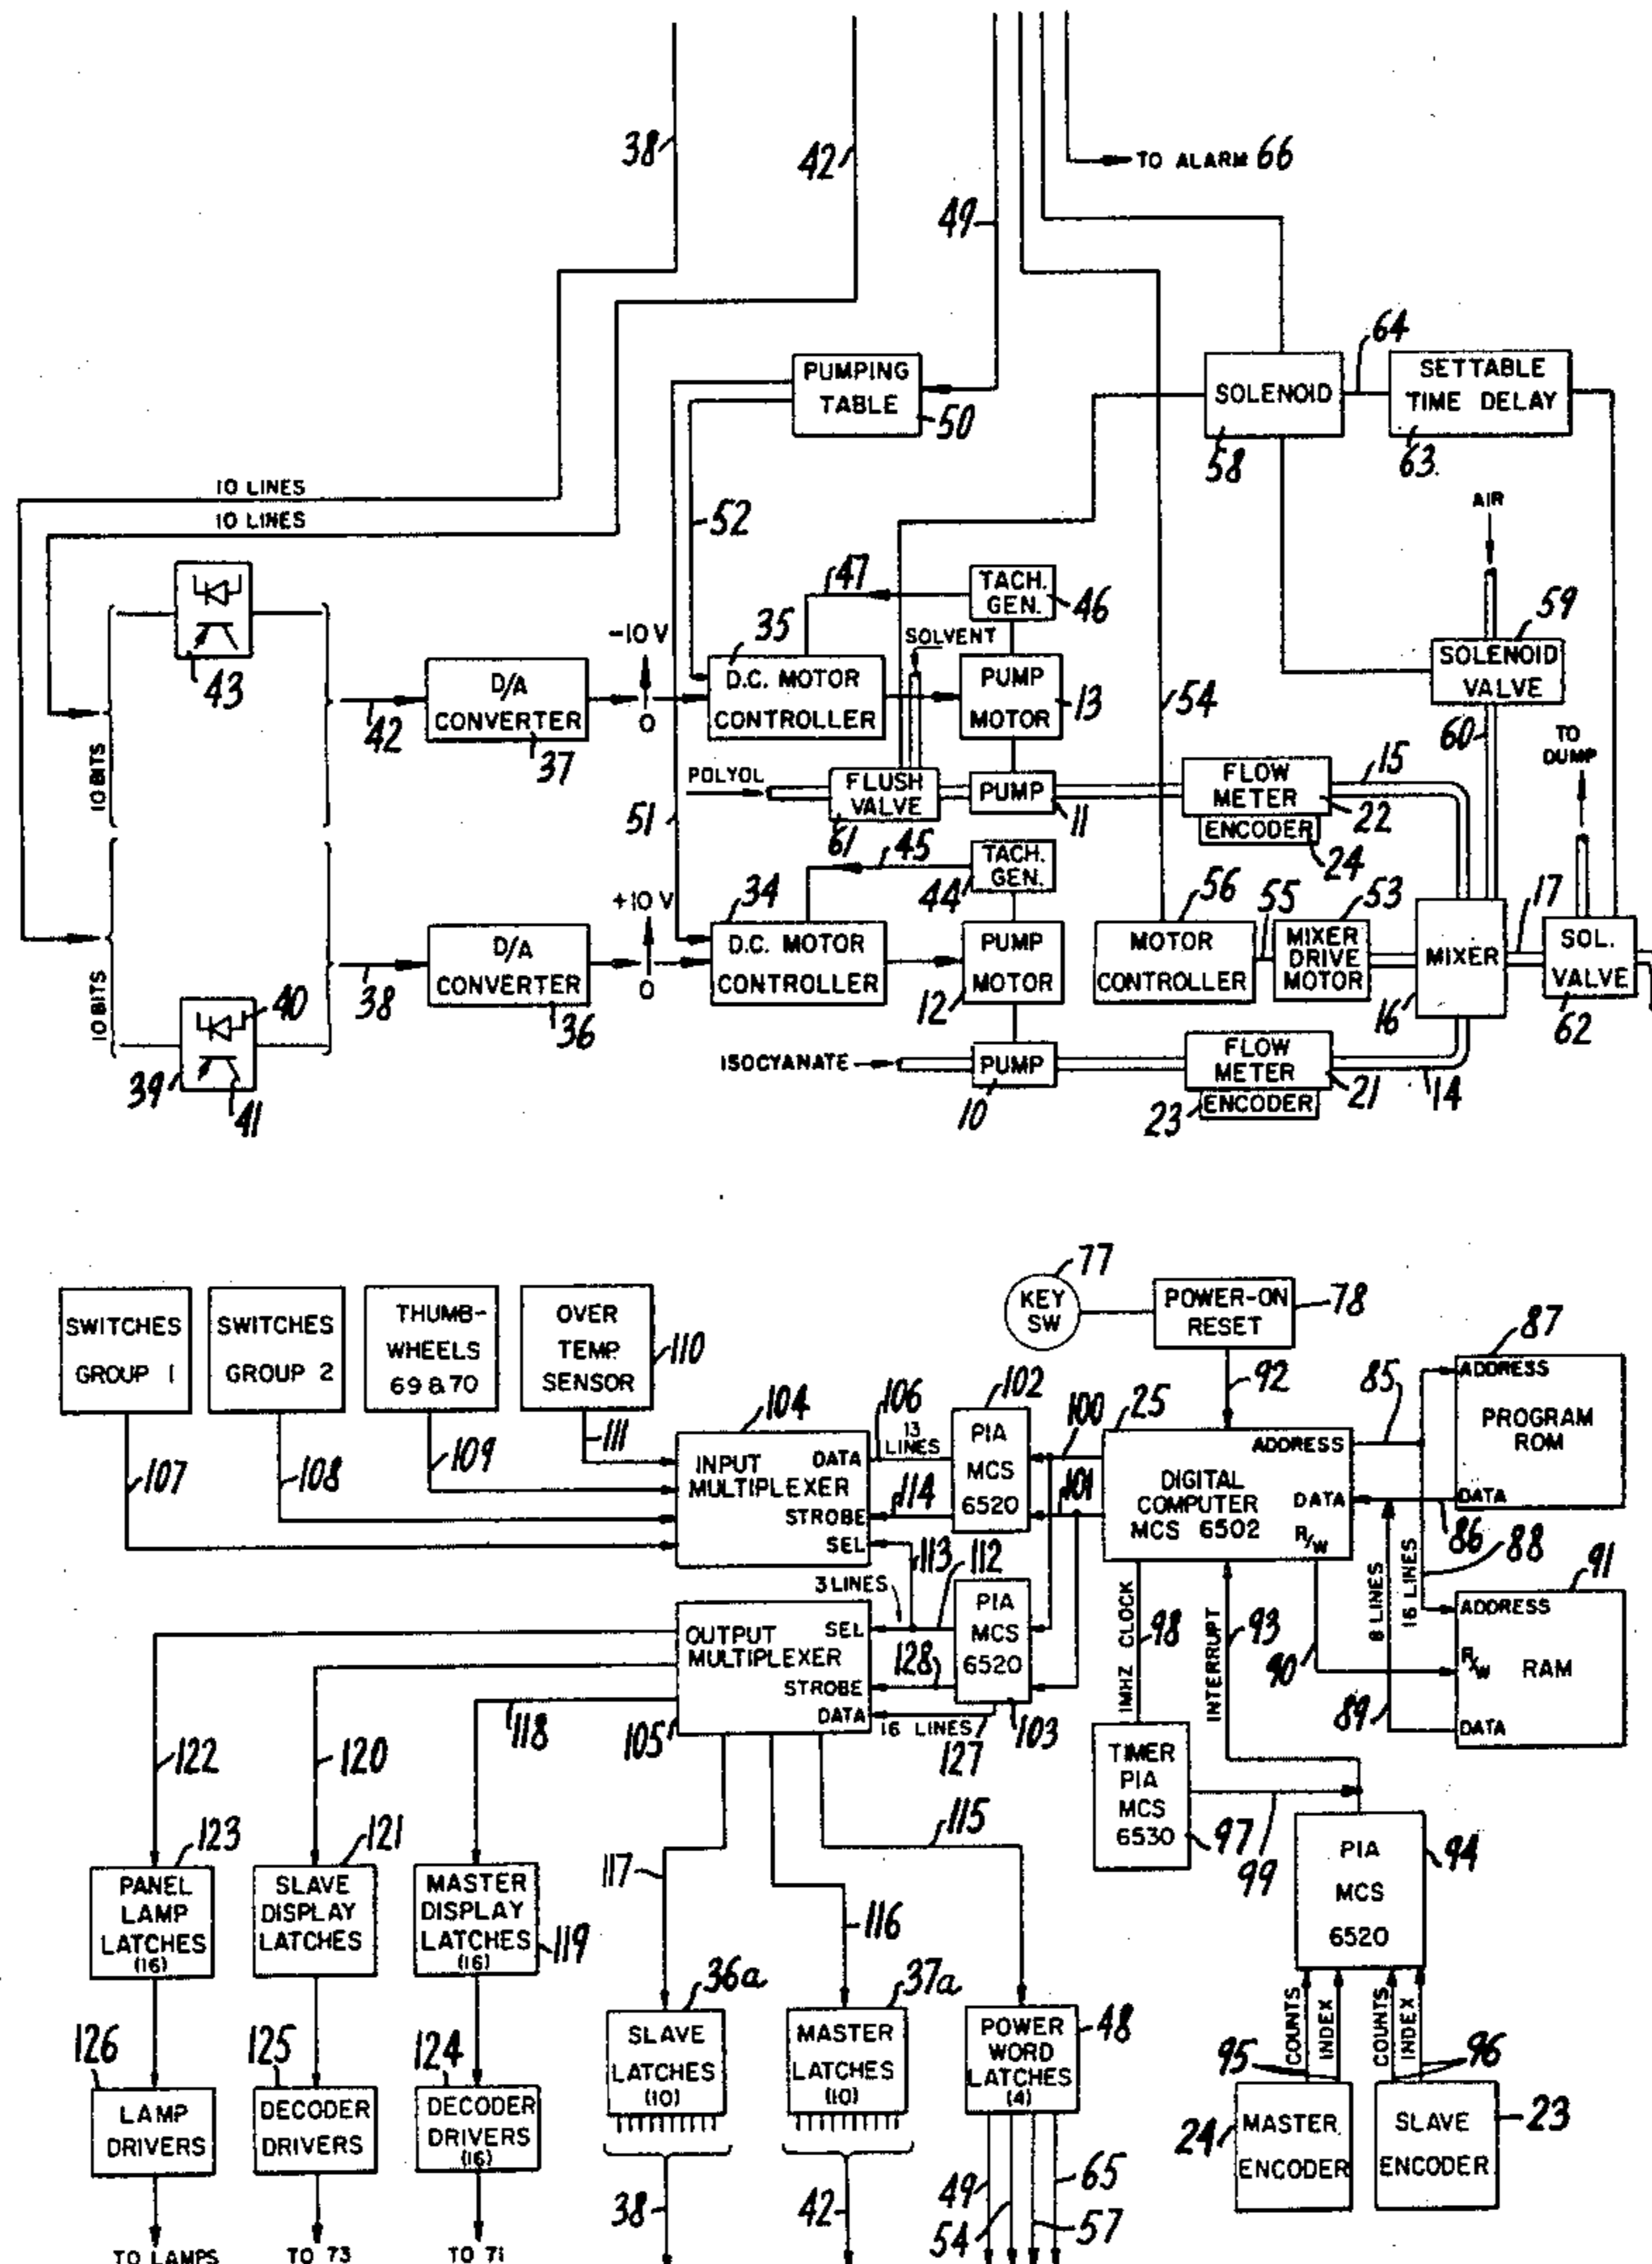 38
42
TO ALARM 66
49
64
PUMPING
TABLE
50
SOLENOID
58
SETTABLE
TIME DELAY
63.
10 LINES
10 LINES
52
AIR
54
43
-10 V
0
47
TACH.
GEN.
46
35
SOLVENT
D.C. MOTOR
CONTROLLER
PUMP
MOTOR
13
59
SOLENOID
VALVE
60
TO
DUMP
42
D/A
CONVERTER
37
10 BITS
POLYOL
FLUSH
VALVE
61
PUMP
11
FLOW
METER
22
15
ENCODER
24
51
45
TACH.
GEN.
44
+10 V
0
34
D.C. MOTOR
CONTROLLER
PUMP
MOTOR
12
56
MOTOR
CONTROLLER
55
53
MIXER
DRIVE
MOTOR
MIXER
16
17
SOL.
VALVE
62
10 BITS
40
39
41
38
D/A
CONVERTER
36
ISOCYANATE
PUMP
10
FLOW
METER
21
14
23
ENCODER
SWITCHES
GROUP 1
SWITCHES
GROUP 2
THUMB-
WHEELS
69 & 70
OVER
TEMP.
SENSOR
110
77
KEY
SW
POWER-ON
RESET
78
92
87
ADDRESS
PROGRAM
ROM
DATA
107
108
109
111
104
INPUT
MULTIPLEXER
DATA
STROBE
SEL
106
13
LINES
114
102
PIA
MCS
6520
100
101
25
ADDRESS
DIGITAL
COMPUTER
MCS 6502
DATA
R/W
85
86
88
8 LINES
16 LINES
91
ADDRESS
R/W
RAM
DATA
113
112
3 LINES
OUTPUT
MULTIPLEXER
SEL
STROBE
DATA
105
128
PIA
MCS
6520
16 LINES
127
103
1MHZ CLOCK
98
INTERRUPT
93
90
89
122
120
118
TIMER
PIA
MCS
6530
97
99
PIA
MCS
6520
94
117
116
115
123
PANEL
LAMP
LATCHES
(16)
121
SLAVE
DISPLAY
LATCHES
MASTER
DISPLAY
LATCHES
(16)
119
36a
SLAVE
LATCHES
(10)
37a
MASTER
LATCHES
(10)
POWER
WORD
LATCHES
(4)
48
COUNTS
INDEX
COUNTS
INDEX
95
96
126
LAMP
DRIVERS
125
DECODER
DRIVERS
124
DECODER
DRIVERS
(16)
24
MASTER
ENCODER
SLAVE
ENCODER
23
38
42
49
54
57
65
TO LAMPS
TO 73
TO 71